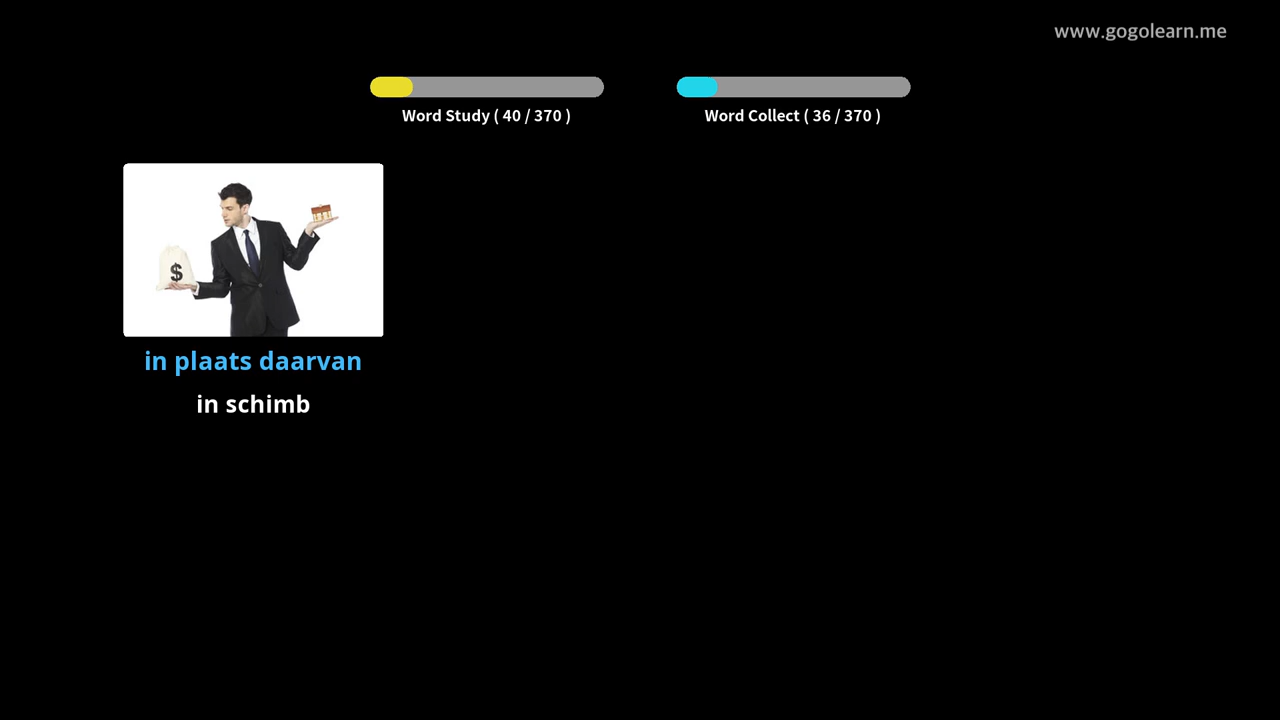 www.gogolearn.me
Word Study ( 40 / 370 )
Word Collect ( 36 / 370 )
$
in plaats daarvan
in schimb